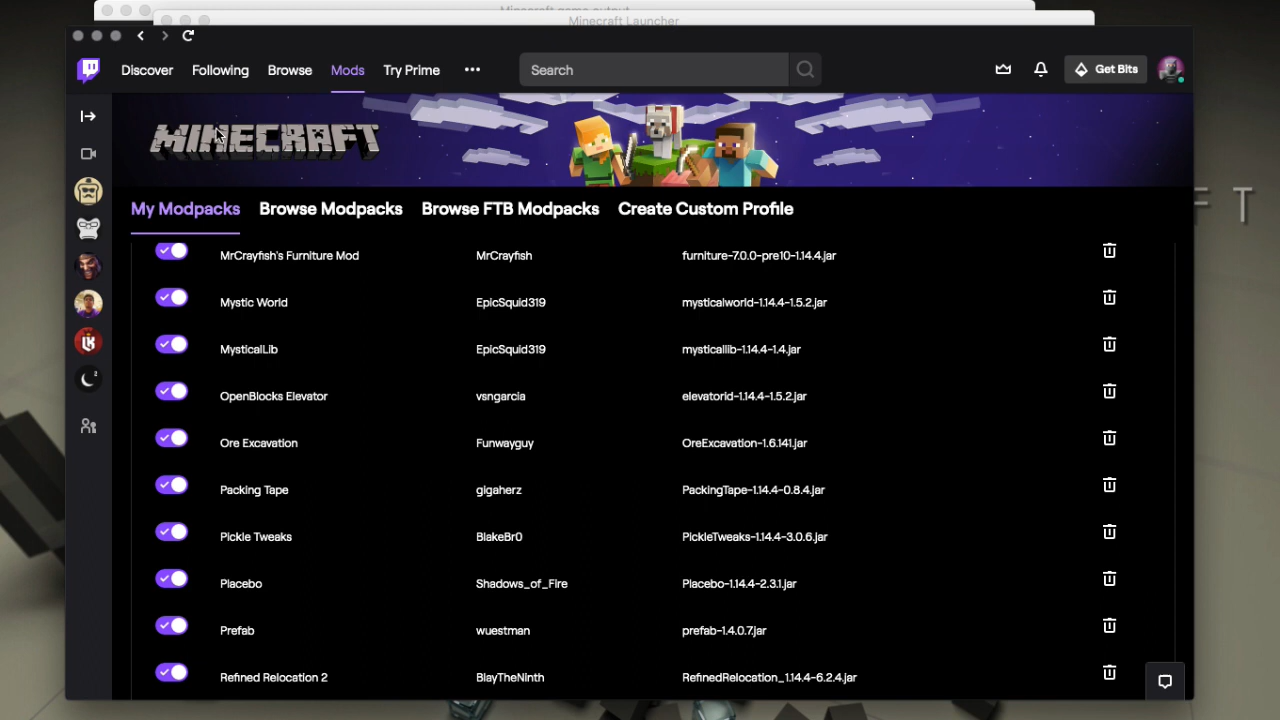 Minecraft game output
Minecraft Launcher
Discover Following Browse Mods Try Prime ••• Search Get Bits
MINECRAFT
My Modpacks Browse Modpacks Browse FTB Modpacks Create Custom Profile
MrCrayfish's Furniture Mod MrCrayfish furniture-7.0.0-pre10-1.14.4.jar
Mystic World EpicSquid319 mysticalworld-1.14.4-1.5.2.jar
MysticalLib EpicSquid319 mysticallib-1.14.4-1.4.jar
OpenBlocks Elevator vsngarcia elevatorid-1.14.4-1.5.2.jar
Ore Excavation Funwayguy OreExcavation-1.6.141.jar
Packing Tape gigaherz PackingTape-1.14.4-0.8.4.jar
Pickle Tweaks BlakeBr0 PickleTweaks-1.14.4-3.0.6.jar
Placebo Shadows_of_Fire Placebo-1.14.4-2.3.1.jar
Prefab wuestman prefab-1.4.0.7.jar
Refined Relocation 2 BlayTheNinth RefinedRelocation_1.14.4-6.2.4.jar
F T